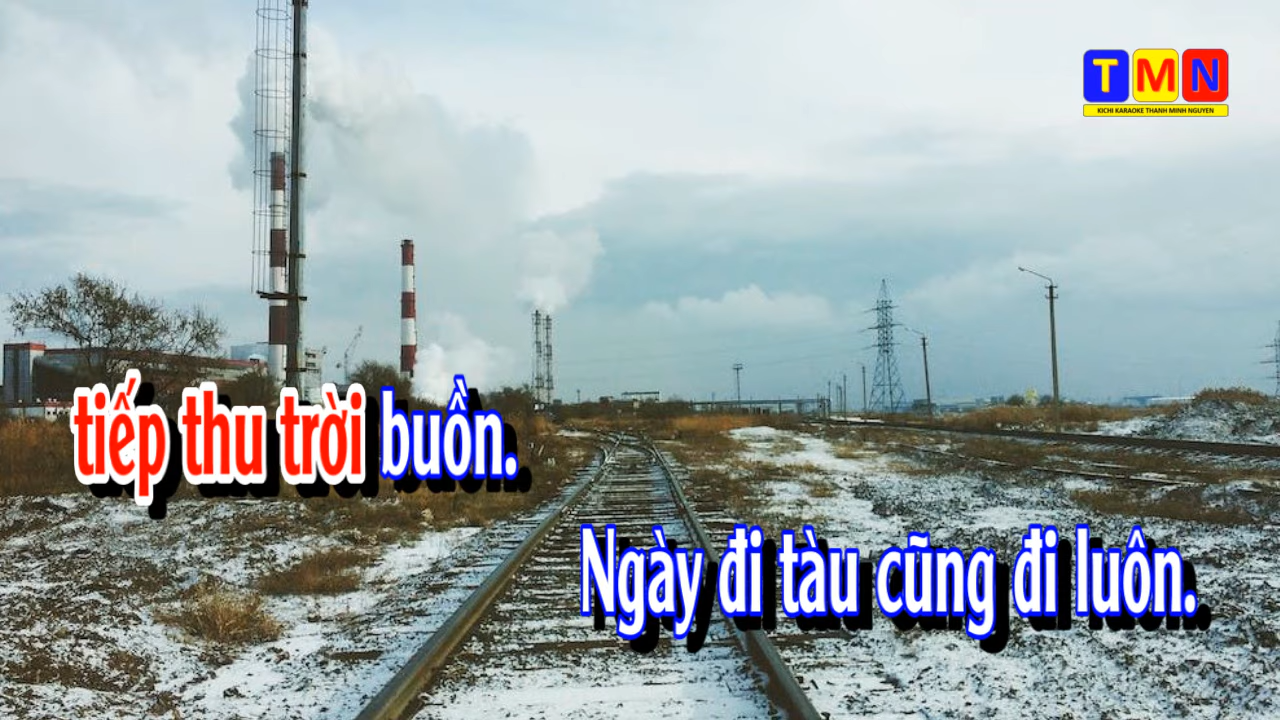 TMN
KICHI KARAOKE THANH MINH NGUYEN
tiếp thu trời buồn.
Ngày đi tàu cũng đi luôn.